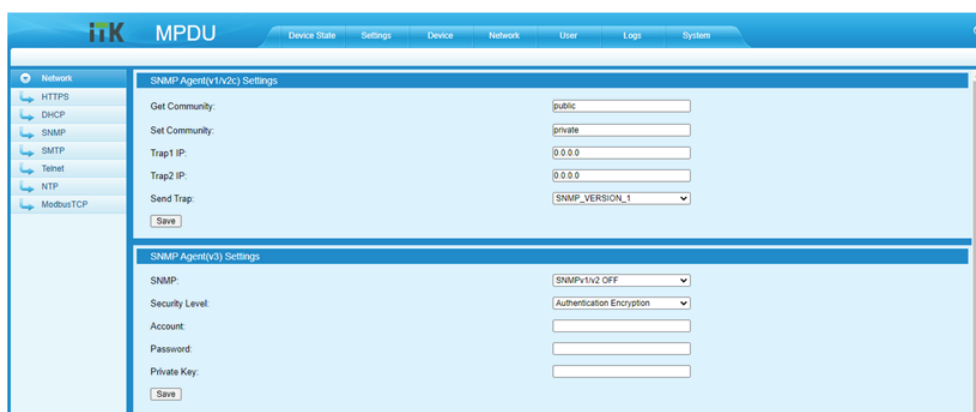 iTK MPDU Device State Settings Device Network User Logs System
Network
HTTPS
DHCP
SNMP
SMTP
Telnet
NTP
ModbusTCP
SNMP Agent(v1/v2c) Settings
Get Community: public
Set Community: private
Trap1 IP: 0.0.0.0
Trap2 IP: 0.0.0.0
Send Trap: SNMP_VERSION_1
Save
SNMP Agent(v3) Settings
SNMP: SNMPv1/v2 OFF
Security Level: Authentication Encryption
Account:
Password:
Private Key:
Save